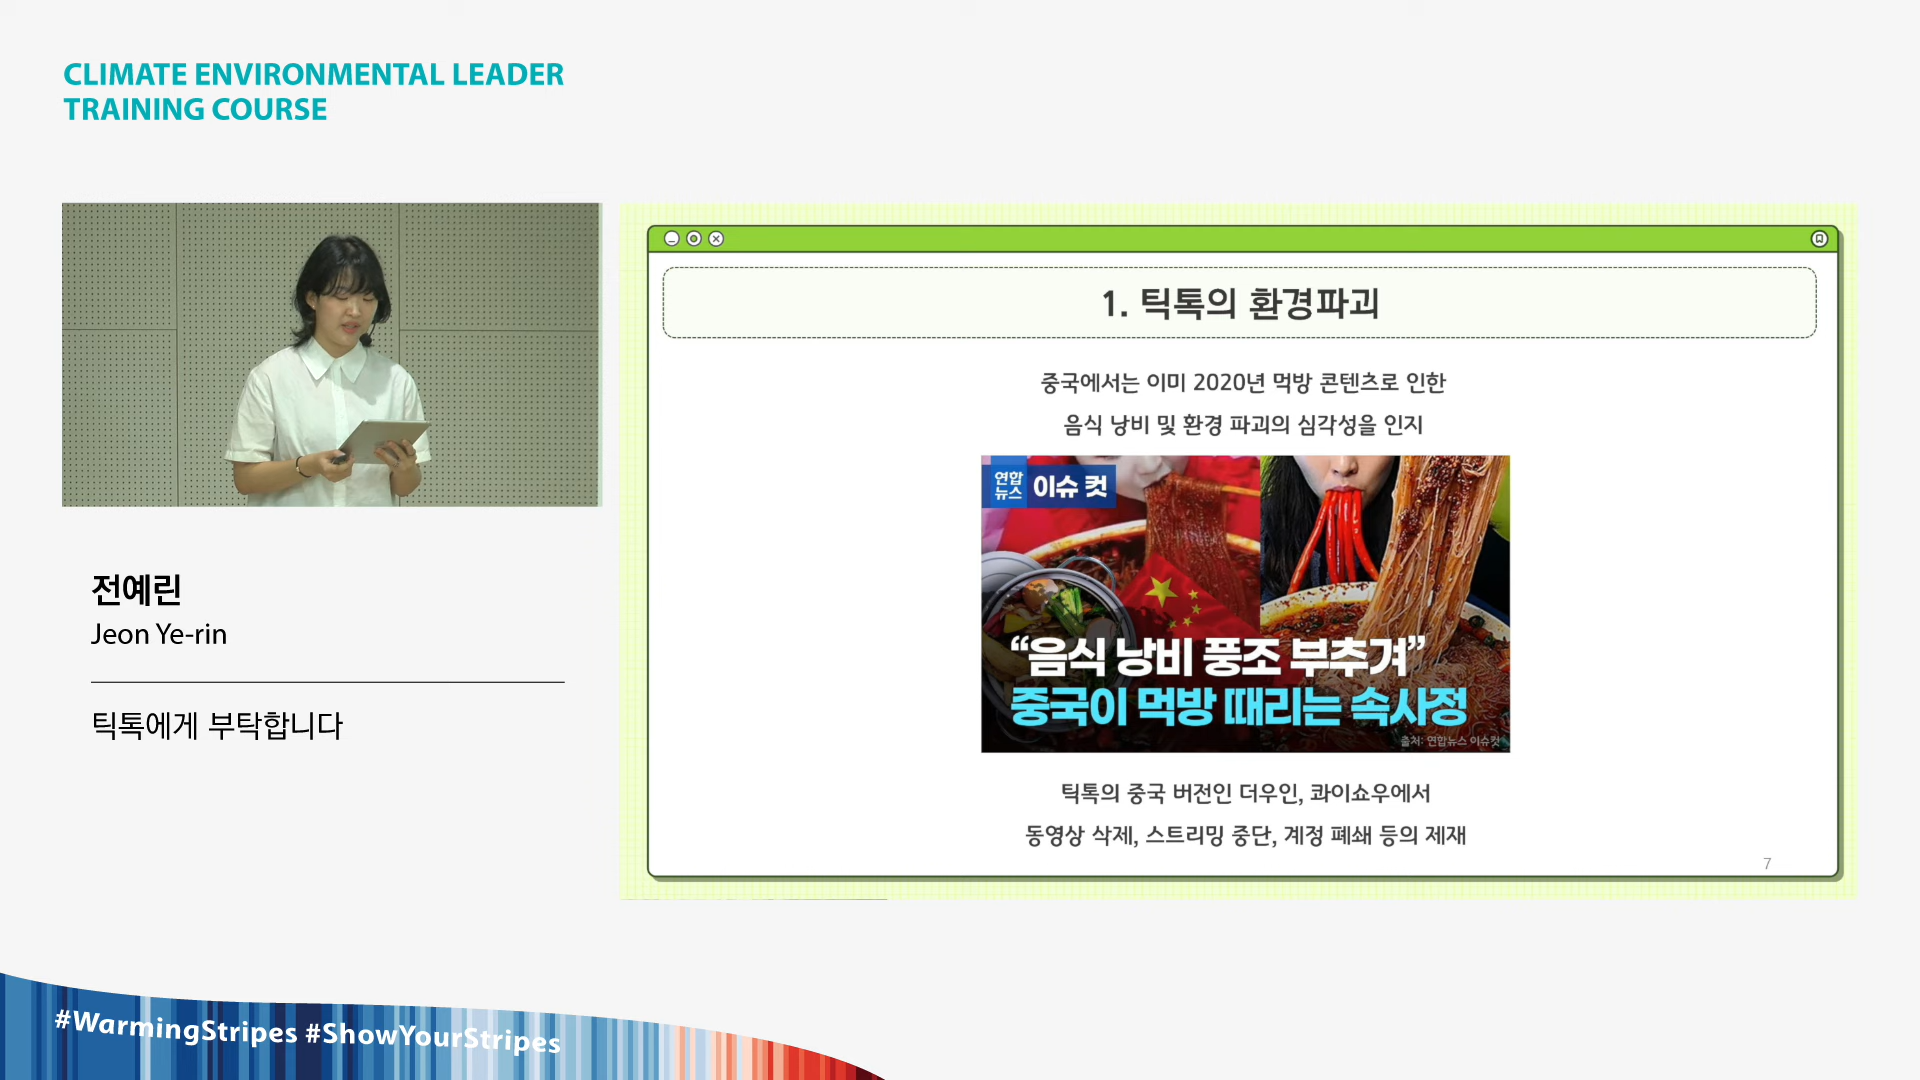 CLIMATE ENVIRONMENTAL LEADER
TRAINING COURSE
전예린
Jeon Ye-rin
틱톡에게 부탁합니다
1. 틱톡의 환경파괴
중국에서는 이미 2020년 먹방 콘텐츠로 인한
음식 낭비 및 환경 파괴의 심각성을 인지
연합
뉴스
이슈 컷
“음식 낭비 풍조 부추겨”
중국이 먹방 때리는 속사정
출처: 연합뉴스 이슈컷
틱톡의 중국 버전인 더우인, 콰이쇼우에서
동영상 삭제, 스트리밍 중단, 계정 폐쇄 등의 제재
7
#WarmingStripes #ShowYourStripes